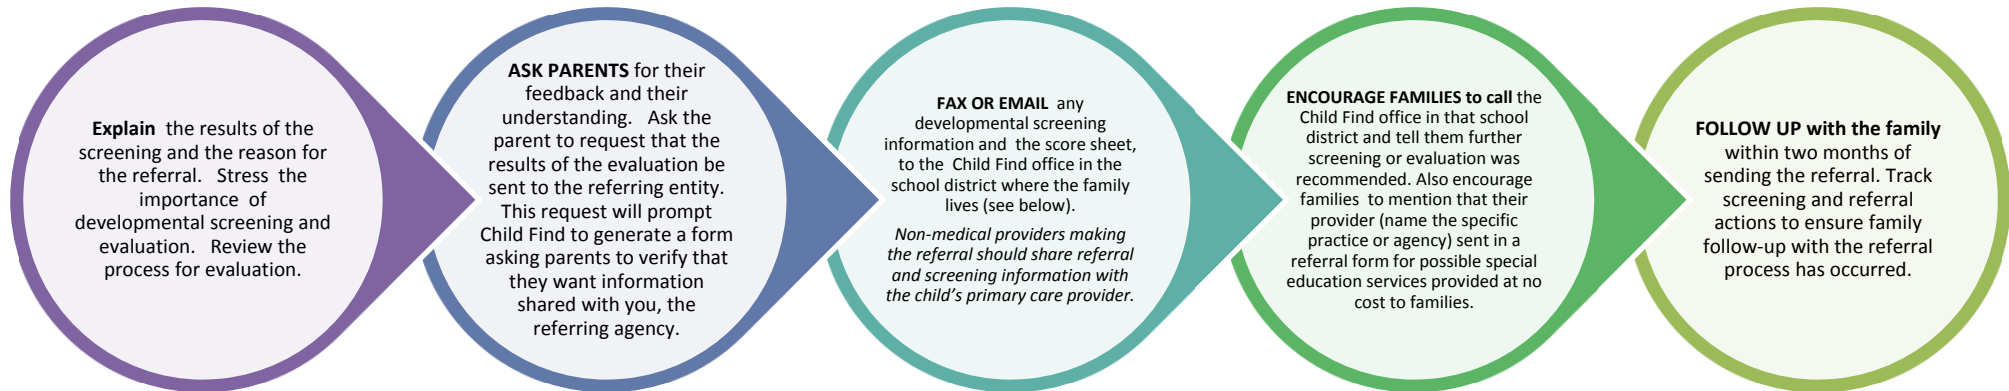 Explain the results of the
screening and the reason for
the referral. Stress the
importance of
developmental screening and
evaluation. Review the
process for evaluation.
ASK PARENTS for their
feedback and their
understanding. Ask the
parent to request that the
results of the evaluation be
sent to the referring entity.
This request will prompt
Child Find to generate a form
asking parents to verify that
they want information
shared with you, the
referring agency.
FAX OR EMAIL any
developmental screening
information and the score sheet,
to the Child Find office in the
school district where the family
lives (see below).
Non-medical providers making
the referral should share referral
and screening information with
the child's primary care provider.
ENCOURAGE FAMILIES to call the
Child Find office in that school
district and tell them further
screening or evaluation was
recommended. Also encourage
families to mention that their
provider (name the specific
practice or agency) sent in a
referral form for possible special
education services provided at no
cost to families.
FOLLOW UP with the family
within two months of
sending the referral. Track
screening and referral
actions to ensure family
follow-up with the referral
process has occurred.